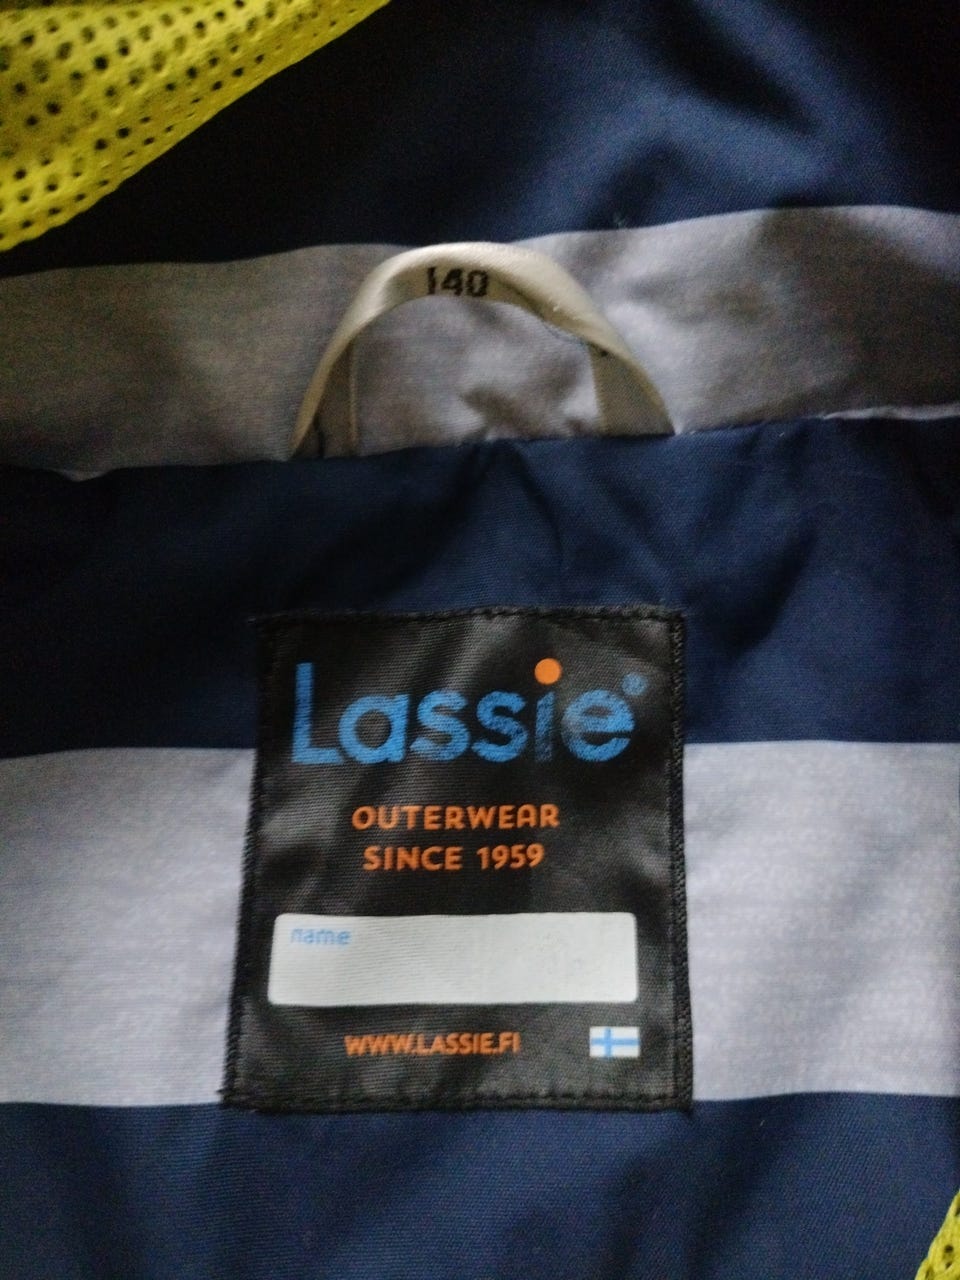 140
Lassie®
OUTERWEAR
SINCE 1959
name
WWW.LASSIE.FI